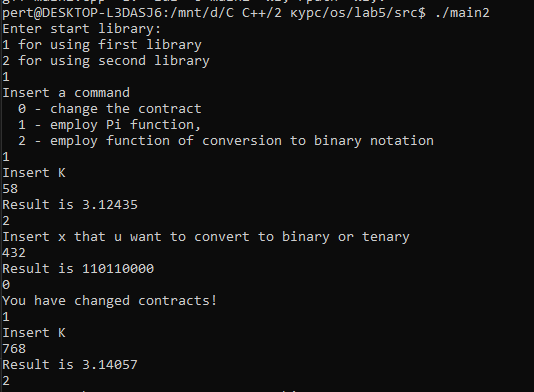 pert@DESKTOP-L3DASJ6:/mnt/d/C C++/2 курс/os/lab5/src$ ./main2
Enter start library:
1 for using first library
2 for using second library
1
Insert a command
  0 - change the contract
  1 - employ Pi function,
  2 - employ function of conversion to binary notation
1
Insert K
58
Result is 3.12435
2
Insert x that u want to convert to binary or tenary
432
Result is 110110000
0
You have changed contracts!
1
Insert K
768
Result is 3.14057
2